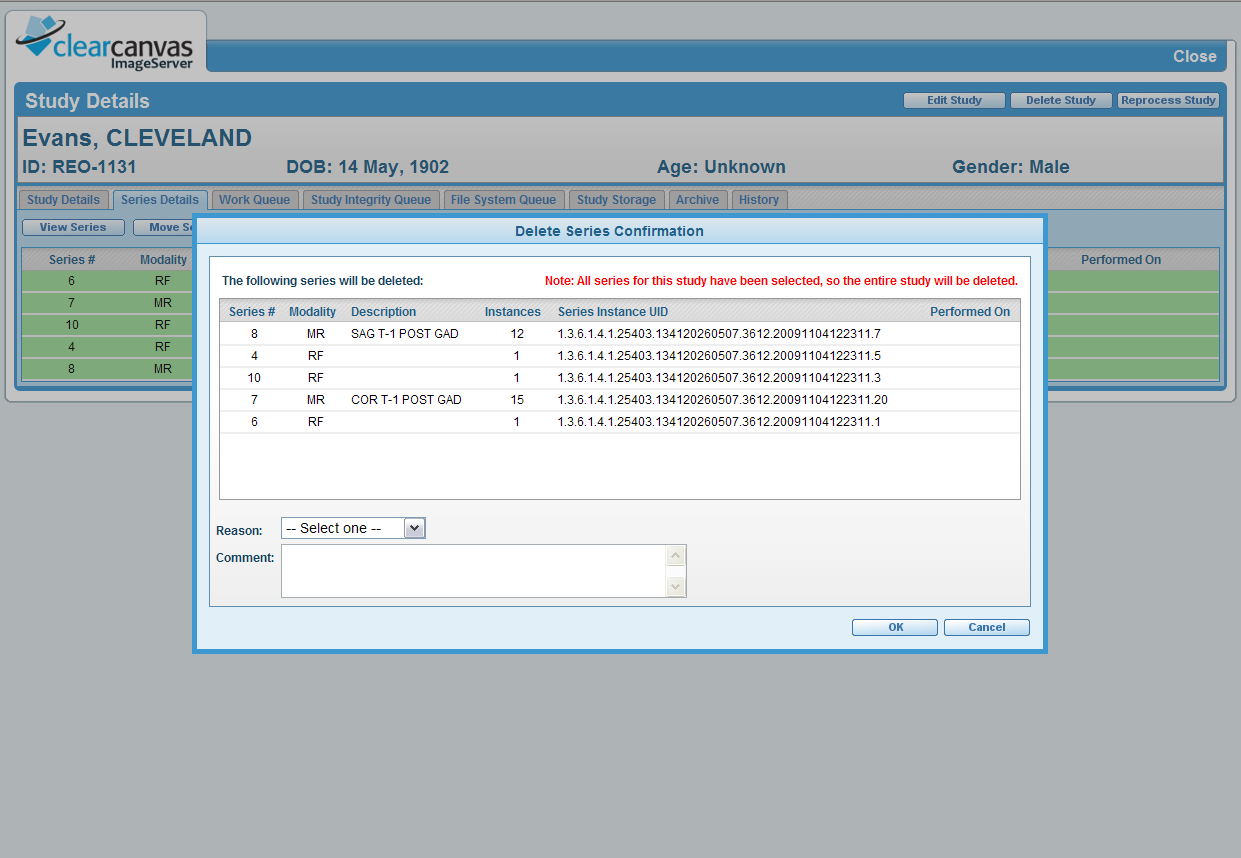 clearcanvas
ImageServer
Close
Study Details
Edit Study Delete Study Reprocess Study
Evans, CLEVELAND
ID: REO-1131 DOB: 14 May, 1902 Age: Unknown Gender: Male
Study Details Series Details Work Queue Study Integrity Queue File System Queue Study Storage Archive History
View Series Move Se
Series # Modality Performed On
6 RF
7 MR
10 RF
4 RF
8 MR
Delete Series Confirmation
The following series will be deleted: Note: All series for this study have been selected, so the entire study will be deleted.
Series # Modality Description Instances Series Instance UID Performed On
8 MR SAG T-1 POST GAD 12 1.3.6.1.4.1.25403.134120260507.3612.20091104122311.7
4 RF 1 1.3.6.1.4.1.25403.134120260507.3612.20091104122311.5
10 RF 1 1.3.6.1.4.1.25403.134120260507.3612.20091104122311.3
7 MR COR T-1 POST GAD 15 1.3.6.1.4.1.25403.134120260507.3612.20091104122311.20
6 RF 1 1.3.6.1.4.1.25403.134120260507.3612.20091104122311.1
Reason: -- Select one --
Comment:
OK Cancel